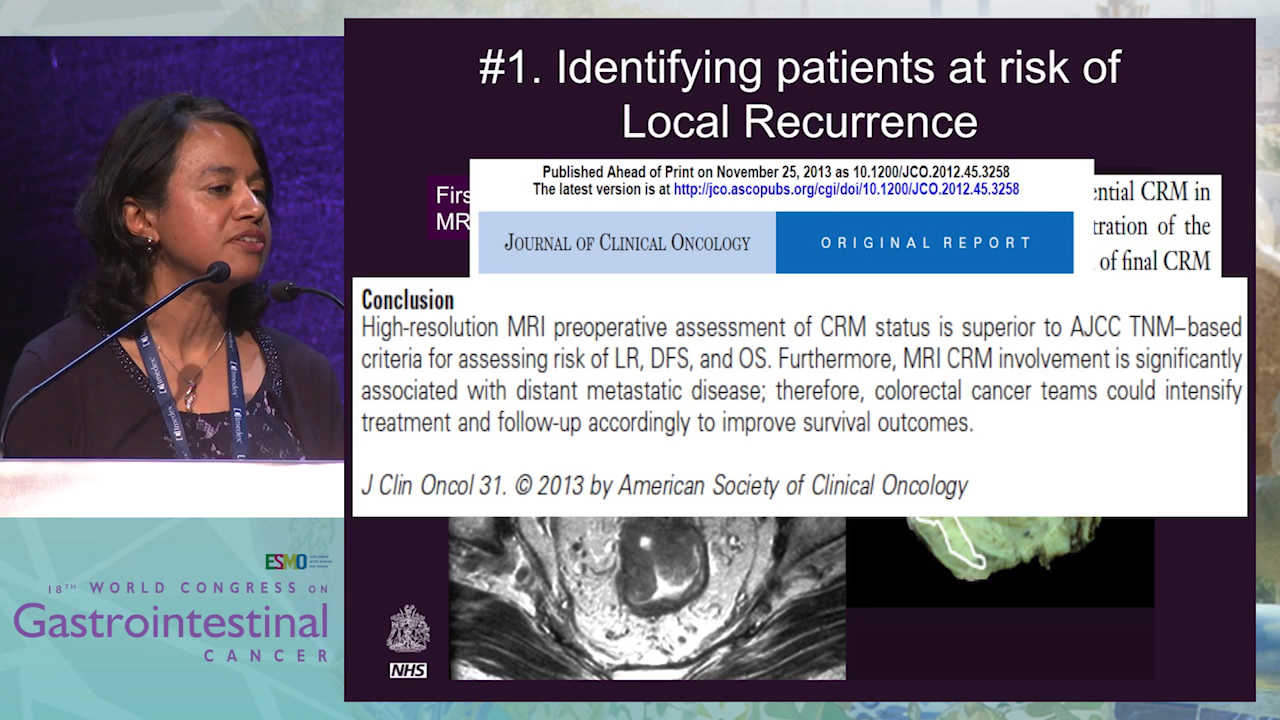 #1. Identifying patients at risk of
Local Recurrence
Published Ahead of Print on November 25, 2013 as 10.1200/JCO.2012.45.3258
The latest version is at http://jco.ascopubs.org/cgi/doi/10.1200/JCO.2012.45.3258
Firs
MR
ential CRM in
tration of the
of final CRM
JOURNAL OF CLINICAL ONCOLOGY
ORIGINAL REPORT
Conclusion
High-resolution MRI preoperative assessment of CRM status is superior to AJCC TNM–based
criteria for assessing risk of LR, DFS, and OS. Furthermore, MRI CRM involvement is significantly
associated with distant metastatic disease; therefore, colorectal cancer teams could intensify
treatment and follow-up accordingly to improve survival outcomes.
J Clin Oncol 31. © 2013 by American Society of Clinical Oncology
NHS
Imedex
Imedex
ESMO
18TH WORLD CONGRESS ON
Gastrointestinal
CANCER